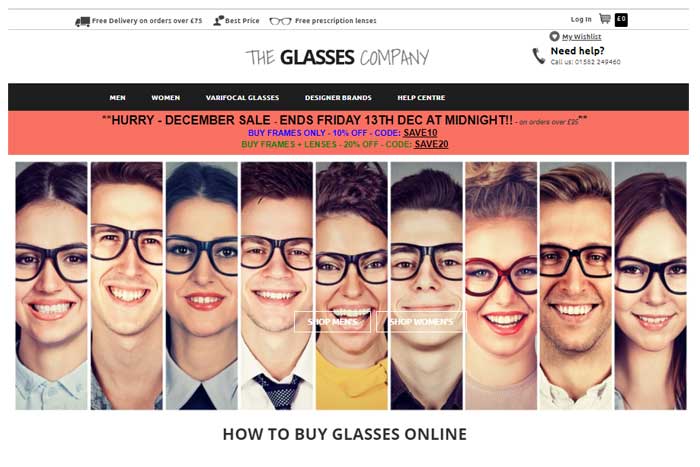 Free Delivery on orders over £75
Best Price
Free prescription lenses
Log In
£0
My Wishlist
THE GLASSES COMPANY
Need help?
Call us: 01582 249460
MEN
WOMEN
VARIFOCAL GLASSES
DESIGNER BRANDS
HELP CENTRE
**HURRY - DECEMBER SALE - ENDS FRIDAY 13TH DEC AT MIDNIGHT!! - on orders over £35**
BUY FRAMES ONLY - 10% OFF - CODE: SAVE10
BUY FRAMES + LENSES - 20% OFF - CODE: SAVE20
SHOP MEN'S
SHOP WOMEN'S
HOW TO BUY GLASSES ONLINE